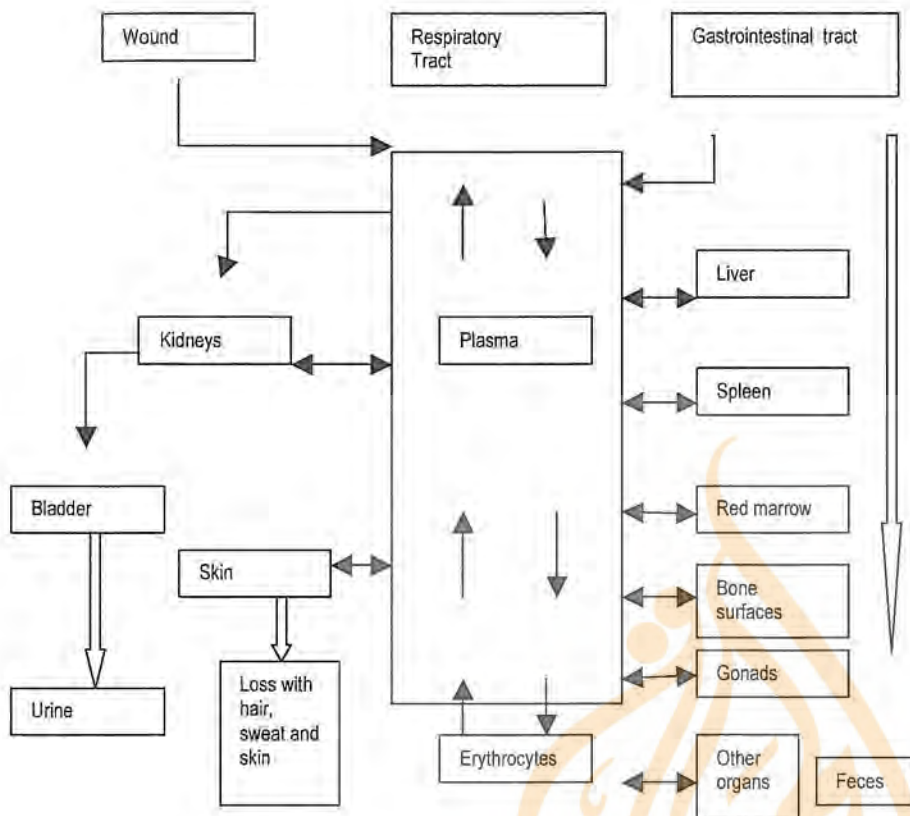 Wound
Respiratory
Tract
Gastrointestinal tract
Liver
Kidneys
Plasma
Spleen
Bladder
Red marrow
Skin
Bone
surfaces
Gonads
Urine
Loss with
hair,
sweat and
skin
Erythrocytes
Other
organs
Feces